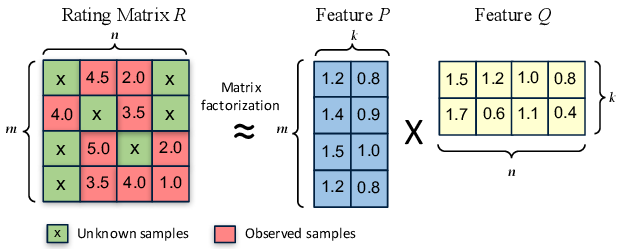 Rating Matrix R
Feature P
Feature Q
n
k
m
x 4.5 2.0 x
4.0 x 3.5 x
x 5.0 x 2.0
x 3.5 4.0 1.0
Matrix
factorization
≈
m
1.2 0.8
1.4 0.9
1.5 1.0
1.2 0.8
X
1.5 1.2 1.0 0.8
1.7 0.6 1.1 0.4
k
n
x Unknown samples
Observed samples